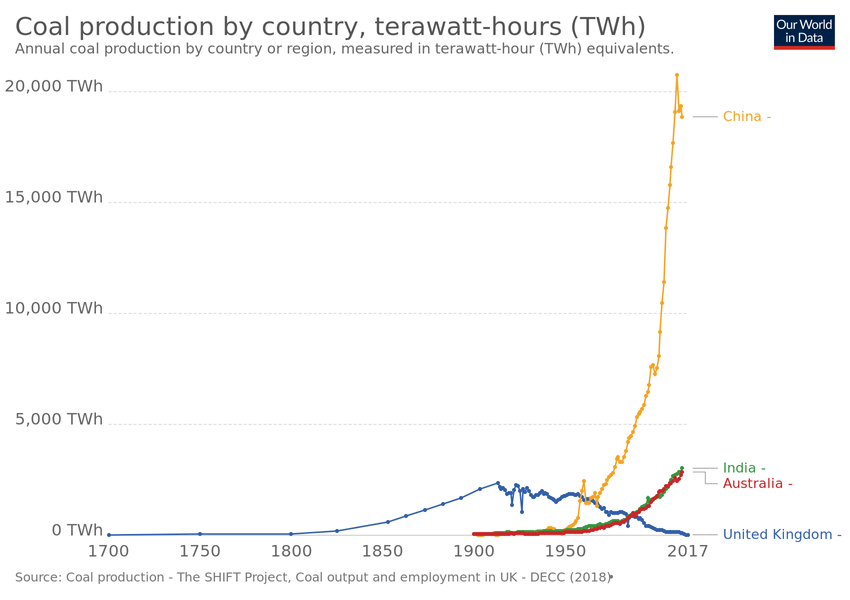 Coal production by country, terawatt-hours (TWh)
Annual coal production by country or region, measured in terawatt-hour (TWh) equivalents.
Our World
in Data
20,000 TWh
China -
15,000 TWh
10,000 TWh
5,000 TWh
India -
Australia -
0 TWh
United Kingdom -
1700 1750 1800 1850 1900 1950 2017
Source: Coal production - The SHIFT Project, Coal output and employment in UK - DECC (2018)•